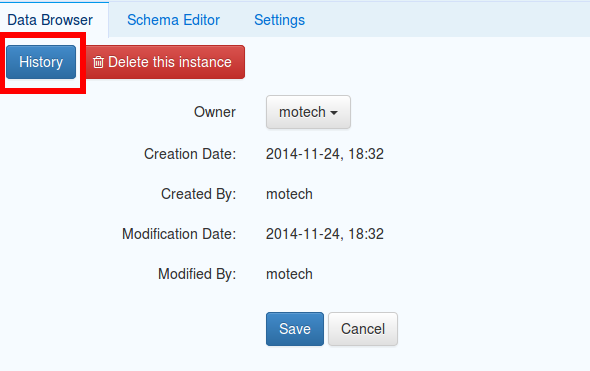 Data Browser Schema Editor Settings
History Delete this instance
Owner motech
Creation Date: 2014-11-24, 18:32
Created By: motech
Modification Date: 2014-11-24, 18:32
Modified By: motech
Save Cancel